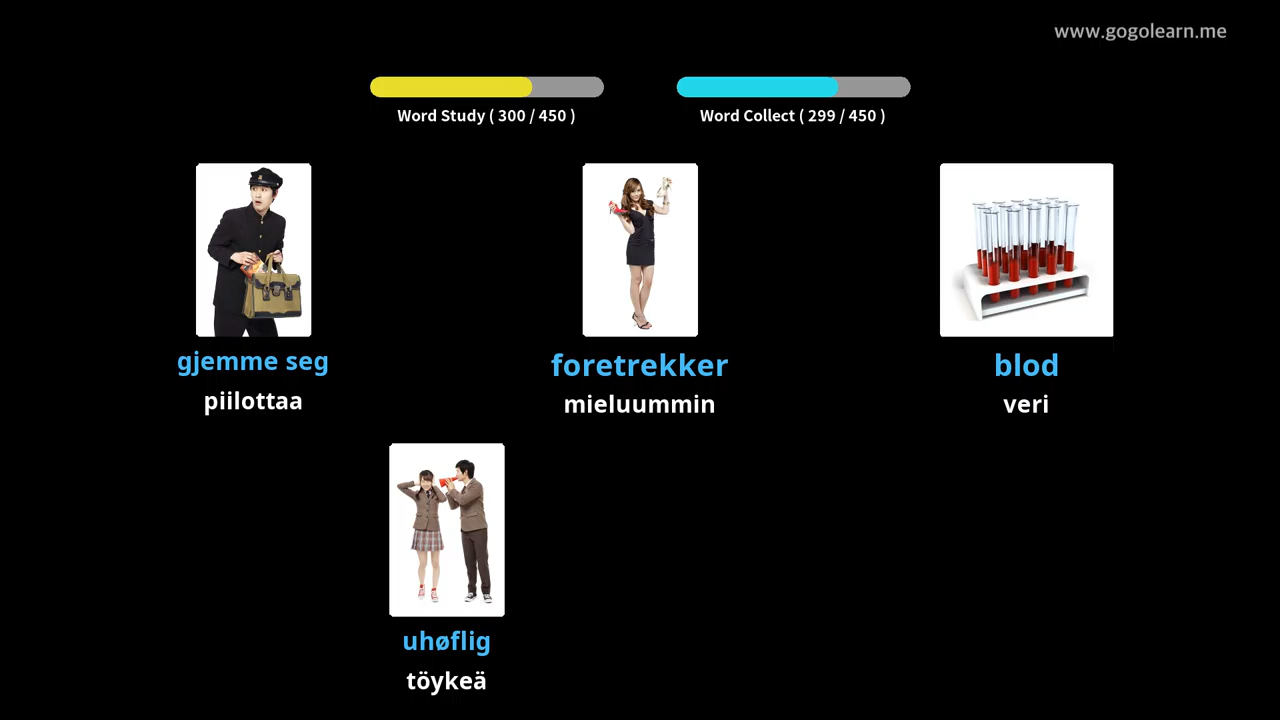 www.gogolearn.me
Word Study ( 300 / 450 )
Word Collect ( 299 / 450 )
gjemme seg
piilottaa
foretrekker
mieluummin
blod
veri
uhøflig
töykeä